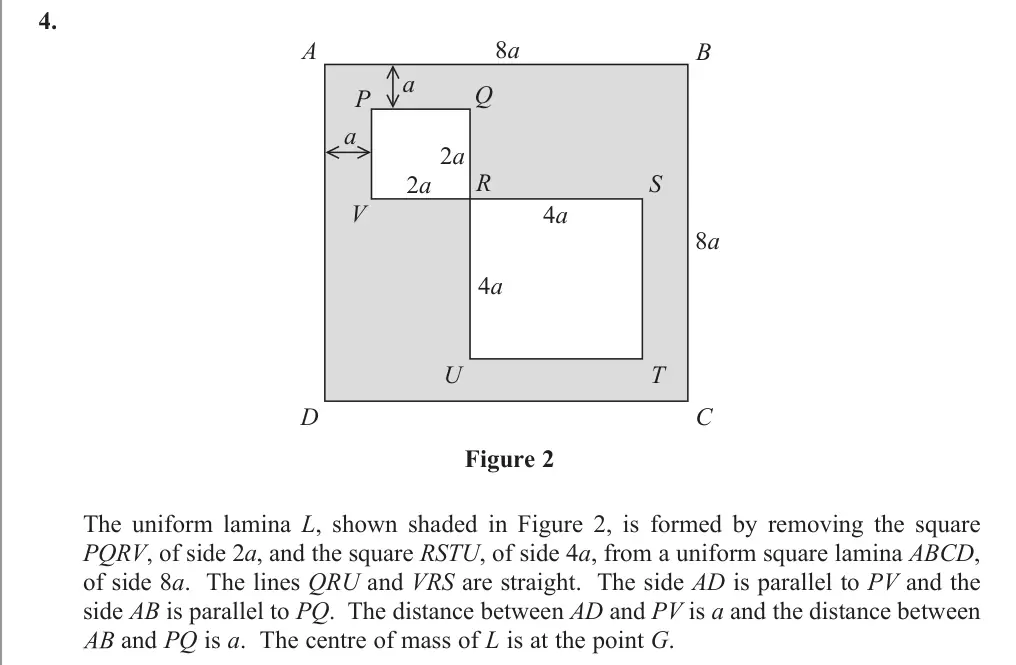 4.
A 8a B
a
P Q
a
2a
2a R S
V 4a
8a
4a
U T
D C
Figure 2
The uniform lamina L, shown shaded in Figure 2, is formed by removing the square
PQRV, of side 2a, and the square RSTU, of side 4a, from a uniform square lamina ABCD,
of side 8a. The lines QRU and VRS are straight. The side AD is parallel to PV and the
side AB is parallel to PQ. The distance between AD and PV is a and the distance between
AB and PQ is a. The centre of mass of L is at the point G.